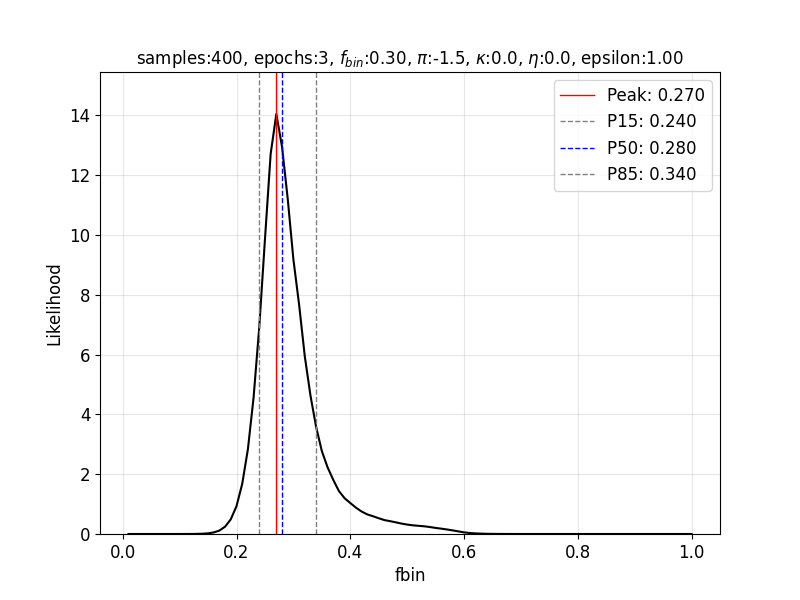 samples:400, epochs:3, f_bin:0.30, π:-1.5, κ:0.0, η:0.0, epsilon:1.00
Peak: 0.270
P15: 0.240
P50: 0.280
P85: 0.340
Likelihood
14
12
10
8
6
4
2
0
0.0 0.2 0.4 0.6 0.8 1.0
fbin